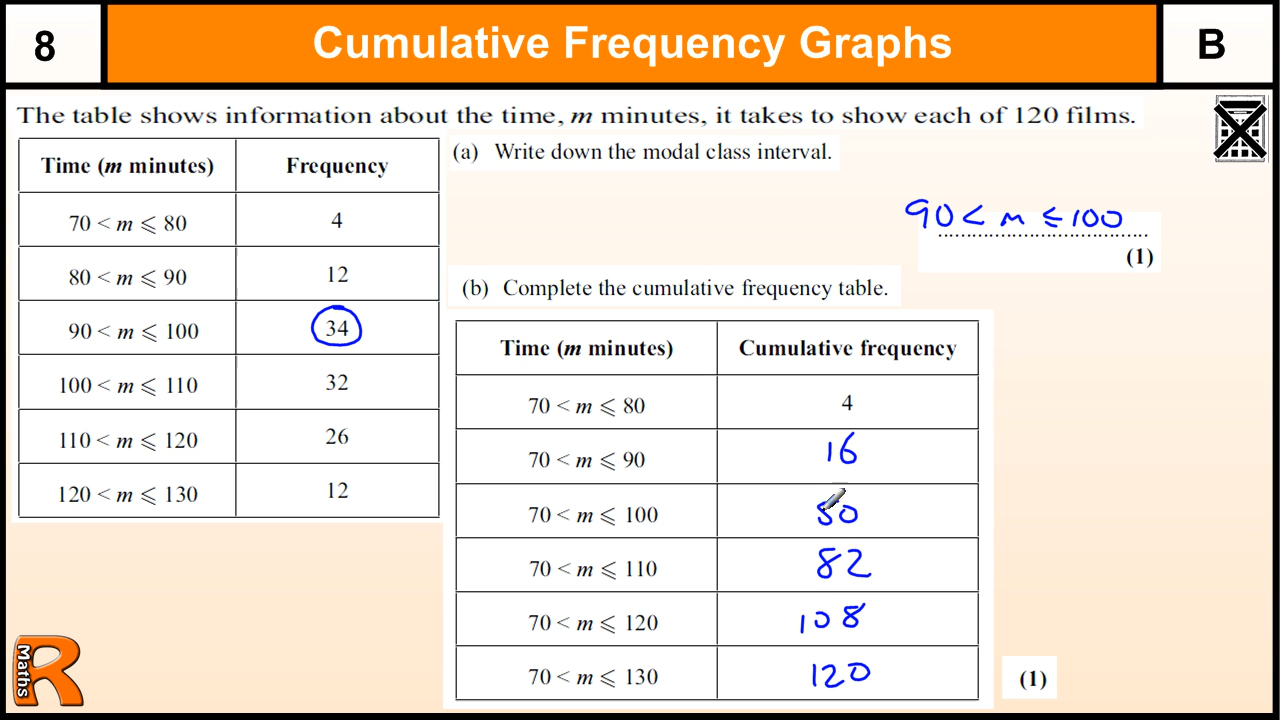 8
Cumulative Frequency Graphs
B
The table shows information about the time, m minutes, it takes to show each of 120 films.
Time (m minutes) Frequency
70 < m ⩽ 80 4
80 < m ⩽ 90 12
90 < m ⩽ 100 34
100 < m ⩽ 110 32
110 < m ⩽ 120 26
120 < m ⩽ 130 12
(a) Write down the modal class interval.
90 < m ≤ 100
(1)
(b) Complete the cumulative frequency table.
Time (m minutes) Cumulative frequency
70 < m ⩽ 80 4
70 < m ⩽ 90 16
70 < m ⩽ 100 50
70 < m ⩽ 110 82
70 < m ⩽ 120 108
70 < m ⩽ 130 120
(1)
R Maths